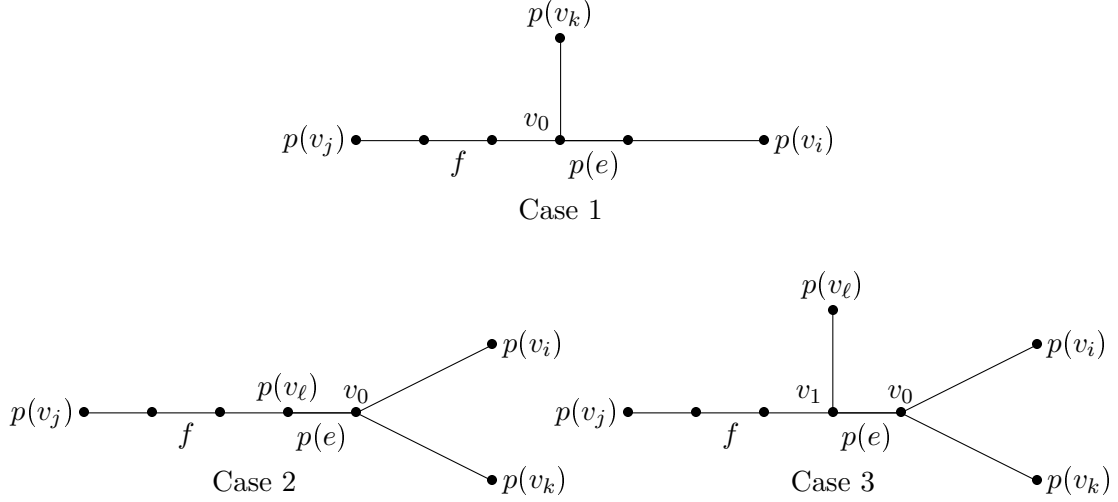 p(v_k)
p(v_j) v_0 p(v_i)
f p(e)
Case 1
p(v_ℓ)
p(v_i) p(v_i)
p(v_ℓ) v_0 v_1 v_0
p(v_j) p(v_j)
f p(e) f p(e)
Case 2 Case 3
p(v_k) p(v_k)